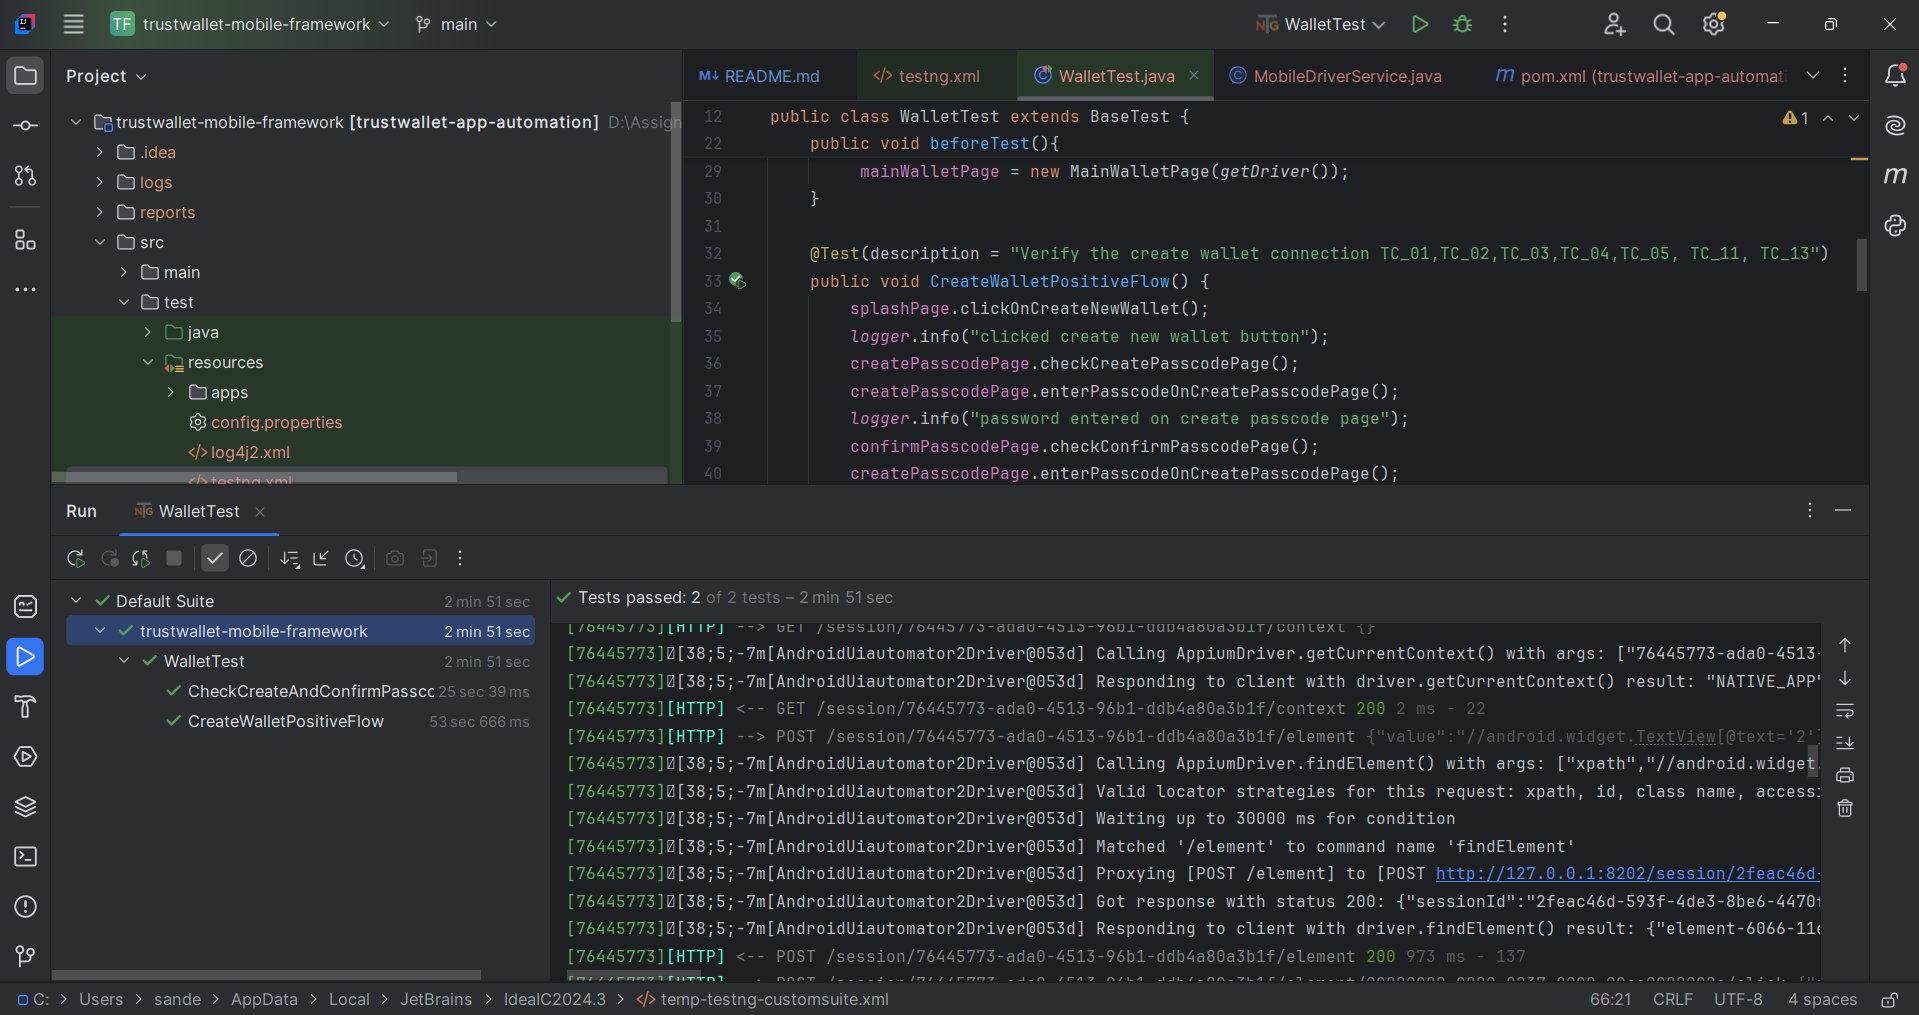 TF trustwallet-mobile-framework main WalletTest
Project
trustwallet-mobile-framework [trustwallet-app-automation] D:\Assign
.idea
logs
reports
src
main
test
java
resources
apps
config.properties
log4j2.xml
testng.xml
README.md testng.xml WalletTest.java MobileDriverService.java pom.xml (trustwallet-app-automat
12 public class WalletTest extends BaseTest { 1
22 public void beforeTest(){
29 mainWalletPage = new MainWalletPage(getDriver());
30 }
31
32 @Test(description = "Verify the create wallet connection TC_01,TC_02,TC_03,TC_04,TC_05, TC_11, TC_13")
33 public void CreateWalletPositiveFlow() {
34 splashPage.clickOnCreateNewWallet();
35 logger.info("clicked create new wallet button");
36 createPasscodePage.checkCreatePasscodePage();
37 createPasscodePage.enterPasscodeOnCreatePasscodePage();
38 logger.info("password entered on create passcode page");
39 confirmPasscodePage.checkConfirmPasscodePage();
40 createPasscodePage.enterPasscodeOnCreatePasscodePage();
Run WalletTest
Default Suite 2 min 51 sec
trustwallet-mobile-framework 2 min 51 sec
WalletTest 2 min 51 sec
CheckCreateAndConfirmPassco 25 sec 39 ms
CreateWalletPositiveFlow 53 sec 666 ms
Tests passed: 2 of 2 tests – 2 min 51 sec
[76445773][HTTP] --> GET /session/76445773-ada0-4513-96b1-ddb4a80a3b1f/context {}
[76445773][38;5;-7m[AndroidUiautomator2Driver@053d] Calling AppiumDriver.getCurrentContext() with args: ["76445773-ada0-4513-
[76445773][38;5;-7m[AndroidUiautomator2Driver@053d] Responding to client with driver.getCurrentContext() result: "NATIVE_APP"
[76445773][HTTP] <-- GET /session/76445773-ada0-4513-96b1-ddb4a80a3b1f/context 200 2 ms - 22
[76445773][HTTP] --> POST /session/76445773-ada0-4513-96b1-ddb4a80a3b1f/element {"value":"//android.widget.TextView[@text='2']
[76445773][38;5;-7m[AndroidUiautomator2Driver@053d] Calling AppiumDriver.findElement() with args: ["xpath","//android.widget
[76445773][38;5;-7m[AndroidUiautomator2Driver@053d] Valid locator strategies for this request: xpath, id, class name, accessi
[76445773][38;5;-7m[AndroidUiautomator2Driver@053d] Waiting up to 30000 ms for condition
[76445773][38;5;-7m[AndroidUiautomator2Driver@053d] Matched '/element' to command name 'findElement'
[76445773][38;5;-7m[AndroidUiautomator2Driver@053d] Proxying [POST /element] to [POST http://127.0.0.1:8202/session/2feac46d-
[76445773][38;5;-7m[AndroidUiautomator2Driver@053d] Got response with status 200: {"sessionId":"2feac46d-593f-4de3-8be6-4470f
[76445773][38;5;-7m[AndroidUiautomator2Driver@053d] Responding to client with driver.findElement() result: {"element-6066-11e
[76445773][HTTP] <-- POST /session/76445773-ada0-4513-96b1-ddb4a80a3b1f/element 200 973 ms - 137
C: > Users > sande > AppData > Local > JetBrains > IdeaIC2024.3 > temp-testng-customsuite.xml 66:21 CRLF UTF-8 4 spaces